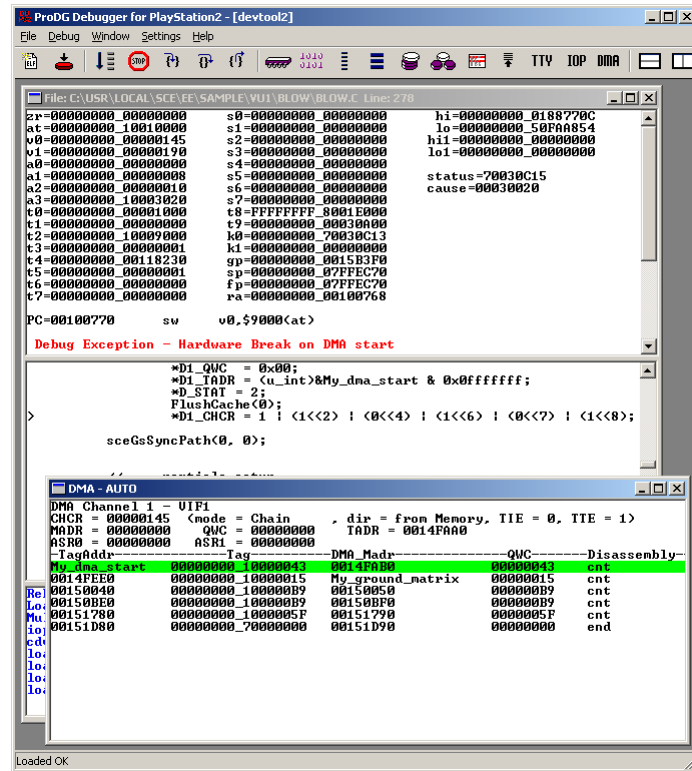 ProDG Debugger for PlayStation2 - [devtool2]
File Debug Window Settings Help
ELF STOP 1010 0101 TTY IOP DMA
File: C:\USR\LOCAL\SCE\EE\SAMPLE\VU1\BLOW\BLOW.C Line: 278
zr=00000000_00000000 s0=00000000_00000000 hi=00000000_0188770C
at=00000000_10010000 s1=00000000_00000000 lo=00000000_50FAA854
v0=00000000_00000145 s2=00000000_00000000 hi1=00000000_00000000
v1=00000000_00000190 s3=00000000_00000000 lo1=00000000_00000000
a0=00000000_00000000 s4=00000000_00000000
a1=00000000_00000008 s5=00000000_00000000 status=70030C15
a2=00000000_00000010 s6=00000000_00000000 cause=00030020
a3=00000000_10003020 s7=00000000_00000000
t0=00000000_00001000 t8=FFFFFFFF_8001E000
t1=00000000_00000000 t9=00000000_00030A00
t2=00000000_10009000 k0=00000000_70030C13
t3=00000000_00000001 k1=00000000_00000000
t4=00000000_00118230 gp=00000000_0015B3F0
t5=00000000_00000001 sp=00000000_07FFEC70
t6=00000000_00000000 fp=00000000_07FFEC70
t7=00000000_00000000 ra=00000000_00100768
PC=00100770 sw v0,$9000(at)
Debug Exception - Hardware Break on DMA start
*D1_QWC = 0x00;
*D1_TADR = (u_int)&My_dma_start & 0x0fffffff;
*D_STAT = 2;
FlushCache(0);
> *D1_CHCR = 1 | (1<<2) | (0<<4) | (1<<6) | (0<<7) | (1<<8);
sceGsSyncPath(0, 0);
DMA - AUTO
DMA Channel 1 - VIF1
CHCR = 00000145 (mode = Chain , dir = from Memory, TIE = 0, TTE = 1)
MADR = 00000000 QWC = 00000000 TADR = 0014FAA0
ASR0 = 00000000 ASR1 = 00000000
-TagAddr--------------Tag----------DMA_Madr---------------QWC------Disassembly-
My_dma_start 00000000_10000043 0014FAB0 00000043 cnt
0014FEE0 00000000_10000015 My_ground_matrix 00000015 cnt
00150040 00000000_100000B9 00150050 000000B9 cnt
00150BE0 00000000_100000B9 00150BF0 000000B9 cnt
00151780 00000000_1000005F 00151790 0000005F cnt
00151D80 00000000_70000000 00151D90 00000000 end
Loaded OK